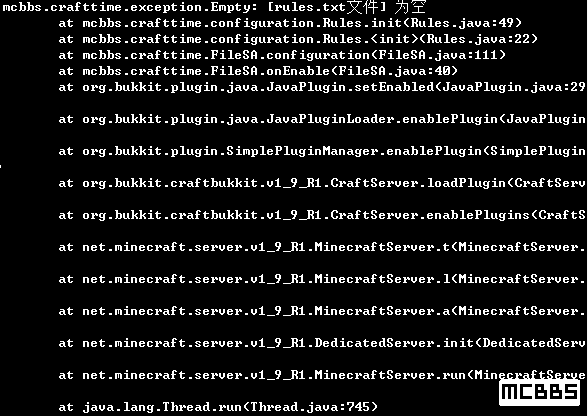 mcbbs.crafttime.exception.Empty: [rules.txt文件] 为空
at mcbbs.crafttime.configuration.Rules.init(Rules.java:49)
at mcbbs.crafttime.configuration.Rules.<init>(Rules.java:22)
at mcbbs.crafttime.FileSA.configuration(FileSA.java:111)
at mcbbs.crafttime.FileSA.onEnable(FileSA.java:40)
at org.bukkit.plugin.java.JavaPlugin.setEnabled(JavaPlugin.java:29
at org.bukkit.plugin.java.JavaPluginLoader.enablePlugin(JavaPlugin
at org.bukkit.plugin.SimplePluginManager.enablePlugin(SimplePlugin
at org.bukkit.craftbukkit.v1_9_R1.CraftServer.loadPlugin(CraftServ
at org.bukkit.craftbukkit.v1_9_R1.CraftServer.enablePlugins(CraftS
at net.minecraft.server.v1_9_R1.MinecraftServer.t(MinecraftServer.
at net.minecraft.server.v1_9_R1.MinecraftServer.l(MinecraftServer.
at net.minecraft.server.v1_9_R1.MinecraftServer.a(MinecraftServer.
at net.minecraft.server.v1_9_R1.DedicatedServer.init(DedicatedServ
at net.minecraft.server.v1_9_R1.MinecraftServer.run(MinecraftServe
MCBBS
at java.lang.Thread.run(Thread.java:745)